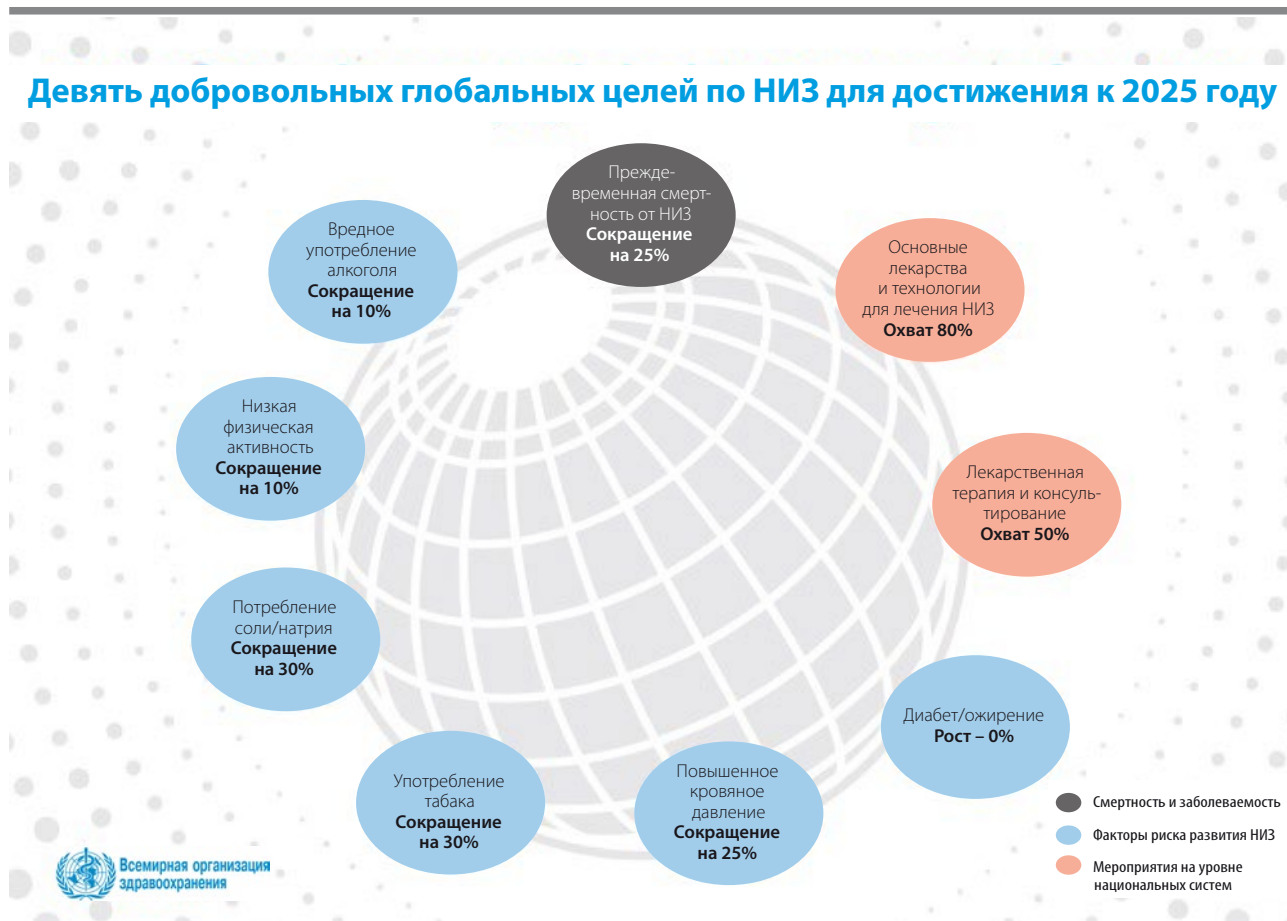 Девять добровольных глобальных целей по НИЗ для достижения к 2025 году
Прежде-
временная смерт-
ность от НИЗ
Сокращение
на 25%
Основные
лекарства
и технологии
для лечения НИЗ
Охват 80%
Лекарственная
терапия и консуль-
тирование
Охват 50%
Диабет/ожирение
Рост – 0%
Повышенное
кровяное
давление
Сокращение
на 25%
Употребление
табака
Сокращение
на 30%
Потребление
соли/натрия
Сокращение
на 30%
Низкая
физическая
активность
Сокращение
на 10%
Вредное
употребление
алкоголя
Сокращение
на 10%
Смертность и заболеваемость
Факторы риска развития НИЗ
Мероприятия на уровне
национальных систем
Всемирная организация
здравоохранения